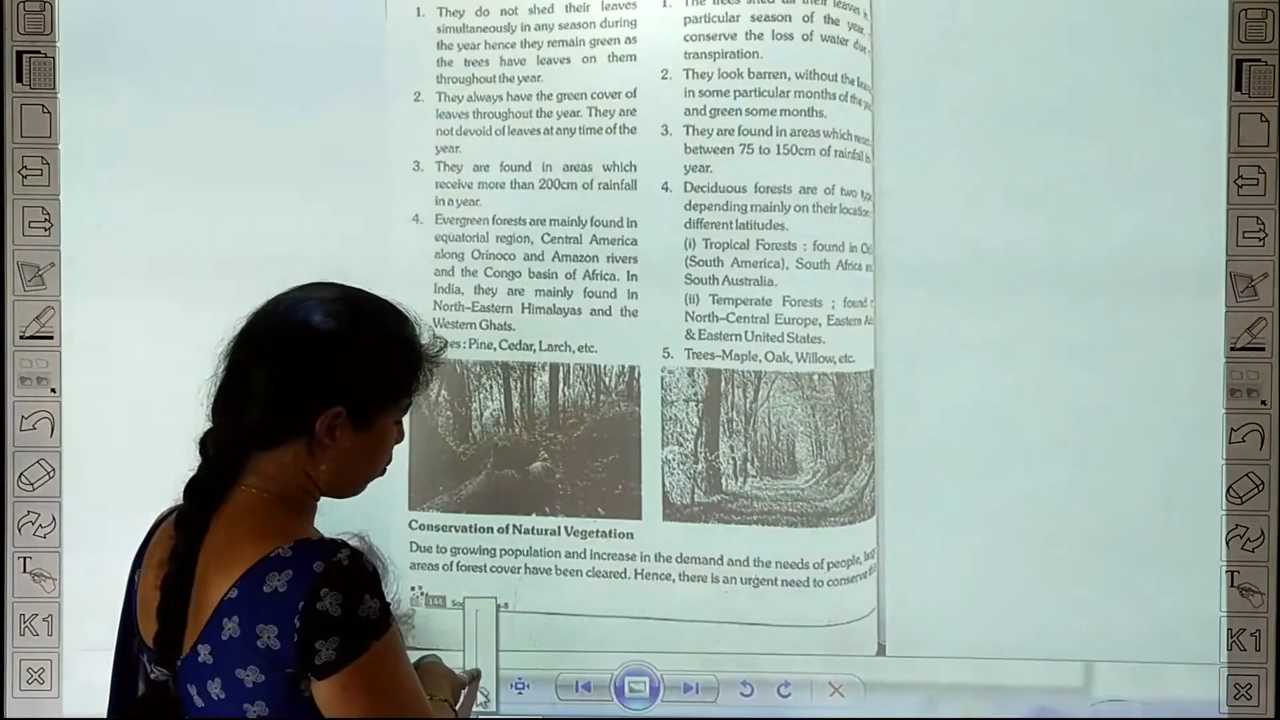 1. They do not shed their leaves
simultaneously in any season during
the year hence they remain green as
the trees have leaves on them
throughout the year.
2. They always have the green cover of
leaves throughout the year. They are
not devoid of leaves at any time of the
year.
3. They are found in areas which
receive more than 200cm of rainfall
in a year.
4. Evergreen forests are mainly found in
equatorial region, Central America
along Orinoco and Amazon rivers
and the Congo basin of Africa. In
India, they are mainly found in
North-Eastern Himalayas and the
Western Ghats.
: Pine, Cedar, Larch, etc.
1. The trees shed all their leaves in
particular season of the year
conserve the loss of water
transpiration.
2. They look barren, without the
in some particular months of the
and green some months.
3. They are found in areas which
between 75 to 150cm of rainfall
year.
4. Deciduous forests are of two
depending mainly on their location
different latitudes.
(i) Tropical Forests : found in
(South America), South Africa
South Australia.
(ii) Temperate Forests ; found
North-Central Europe, Eastern
& Eastern United States.
5. Trees-Maple, Oak, Willow, etc.
Conservation of Natural Vegetation
Due to growing population and increase in the demand and the needs of people,
areas of forest cover have been cleared. Hence, there is an urgent need to conserve
144
T
K1
T
K1